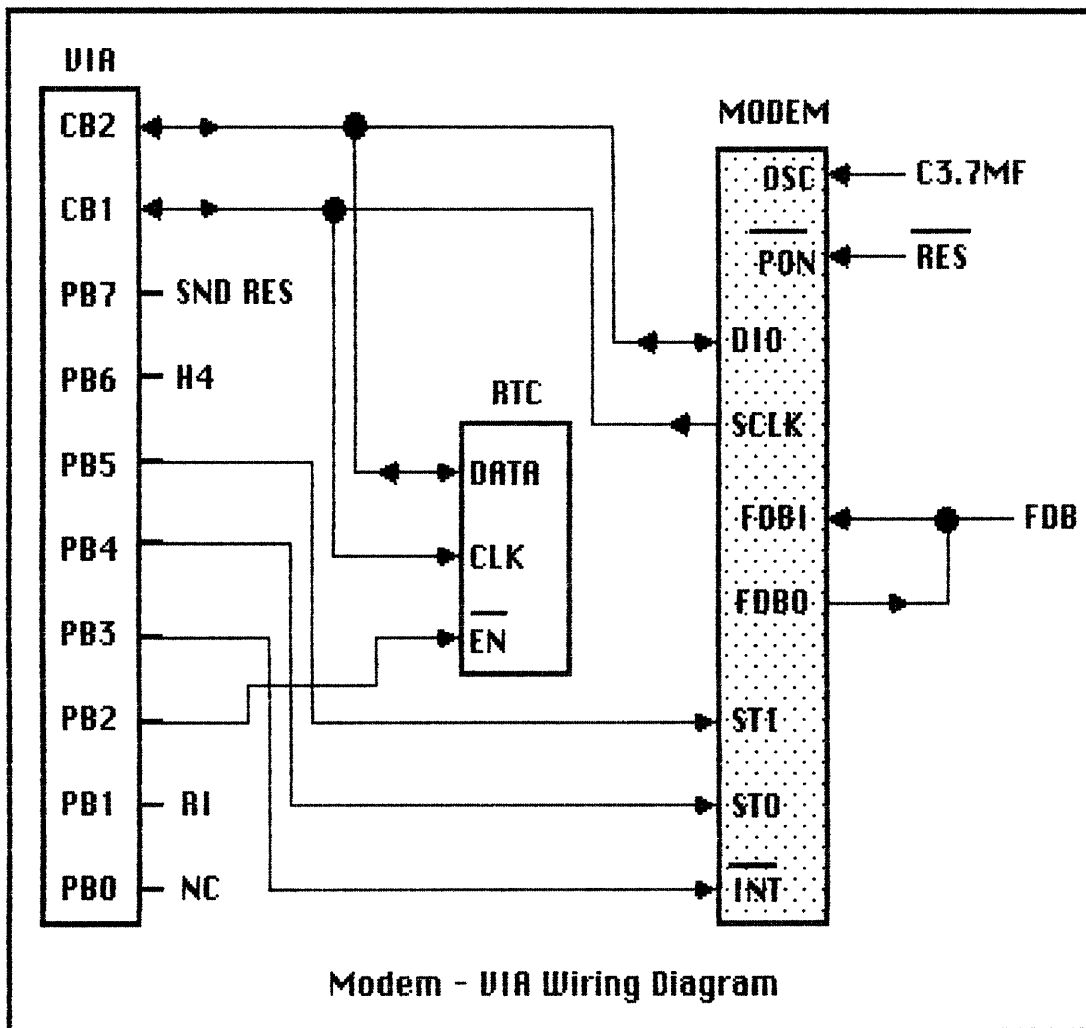 VIA
CB2
CB1
PB7 SND RES
PB6 H4
PB5
PB4
PB3
PB2
PB1 RI
PB0 NC
RTC
DATA
CLK
EN
MODEM
OSC C3.7MF
PON RES
DIO
SCLK
FDBI FDB
FDBO
ST1
ST0
INT
Modem - VIA Wiring Diagram